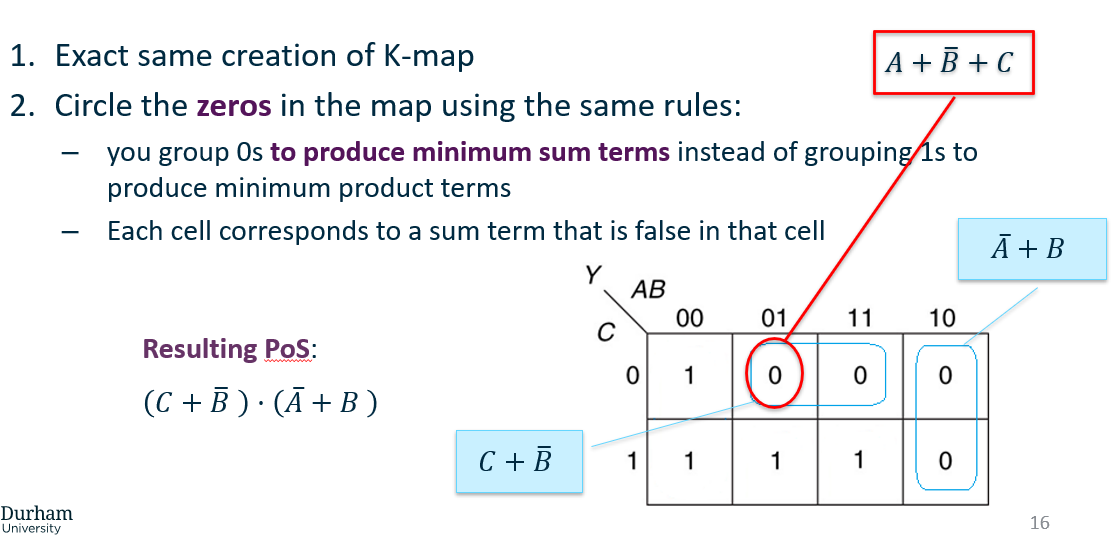 1. Exact same creation of K-map
A + B̄ + C
2. Circle the zeros in the map using the same rules:
– you group 0s to produce minimum sum terms instead of grouping 1s to
produce minimum product terms
– Each cell corresponds to a sum term that is false in that cell
Ā + B
Y AB
C 00 01 11 10
0 1 0 0 0
1 1 1 1 0
Resulting PoS:
(C + B̄ ) · (Ā + B )
C + B̄
Durham
University
16